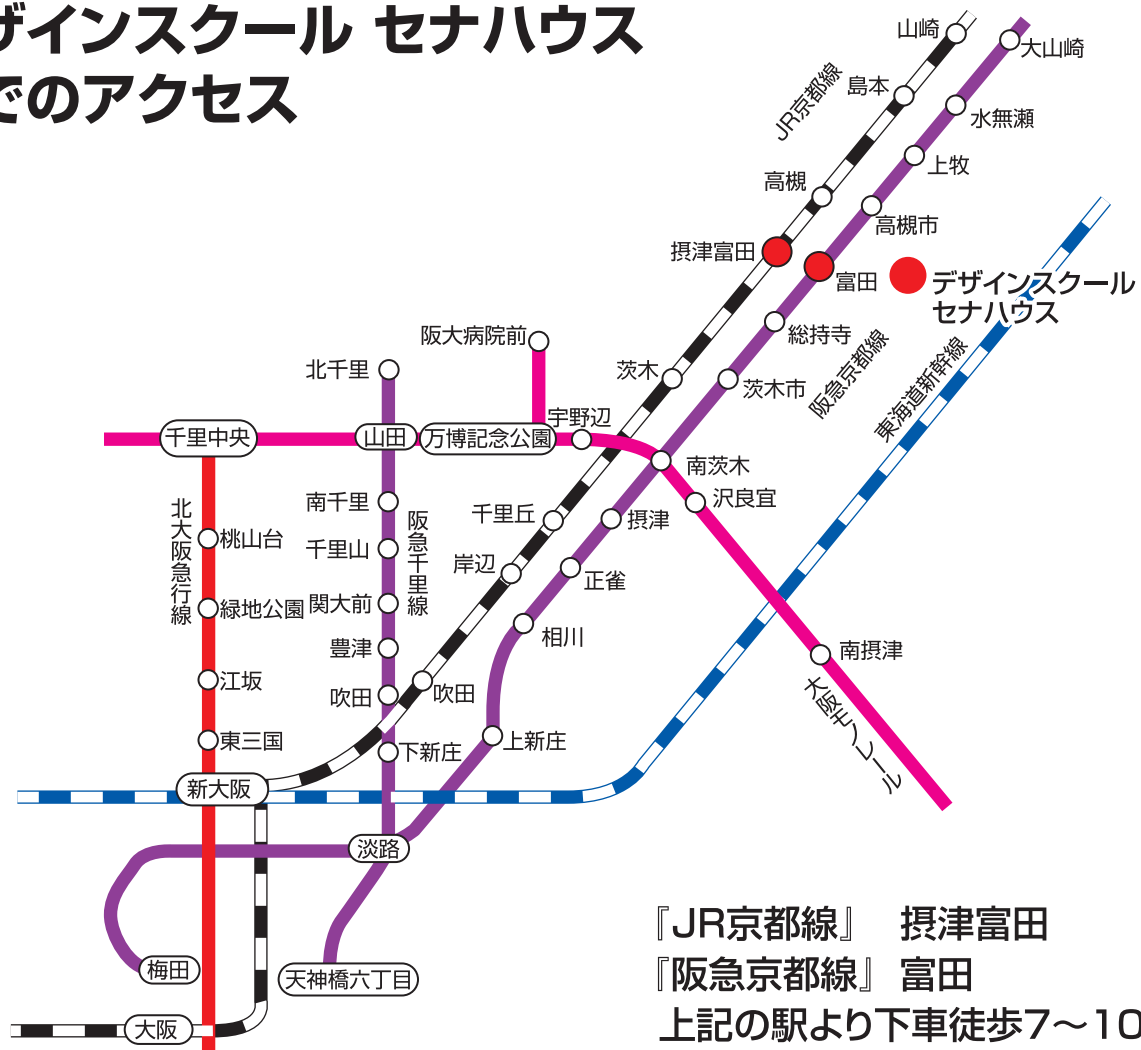 ザインスクール セナハウス
でのアクセス
山崎
大山崎
JR京都線
島本
水無瀬
上牧
高槻
高槻市
摂津富田
富田
デザインスクール
セナハウス
総持寺
阪急京都線
東海道新幹線
阪大病院前
北千里
茨木
茨木市
宇野辺
千里中央
山田
万博記念公園
南茨木
沢良宜
北大阪急行線
南千里
阪急千里線
千里丘
摂津
桃山台
千里山
岸辺
正雀
緑地公園
関大前
相川
豊津
南摂津
江坂
吹田
吹田
大阪モノレール
東三国
下新庄
上新庄
新大阪
淡路
梅田
天神橋六丁目
大阪
『JR京都線』 摂津富田
『阪急京都線』 富田
上記の駅より下車徒歩7～10